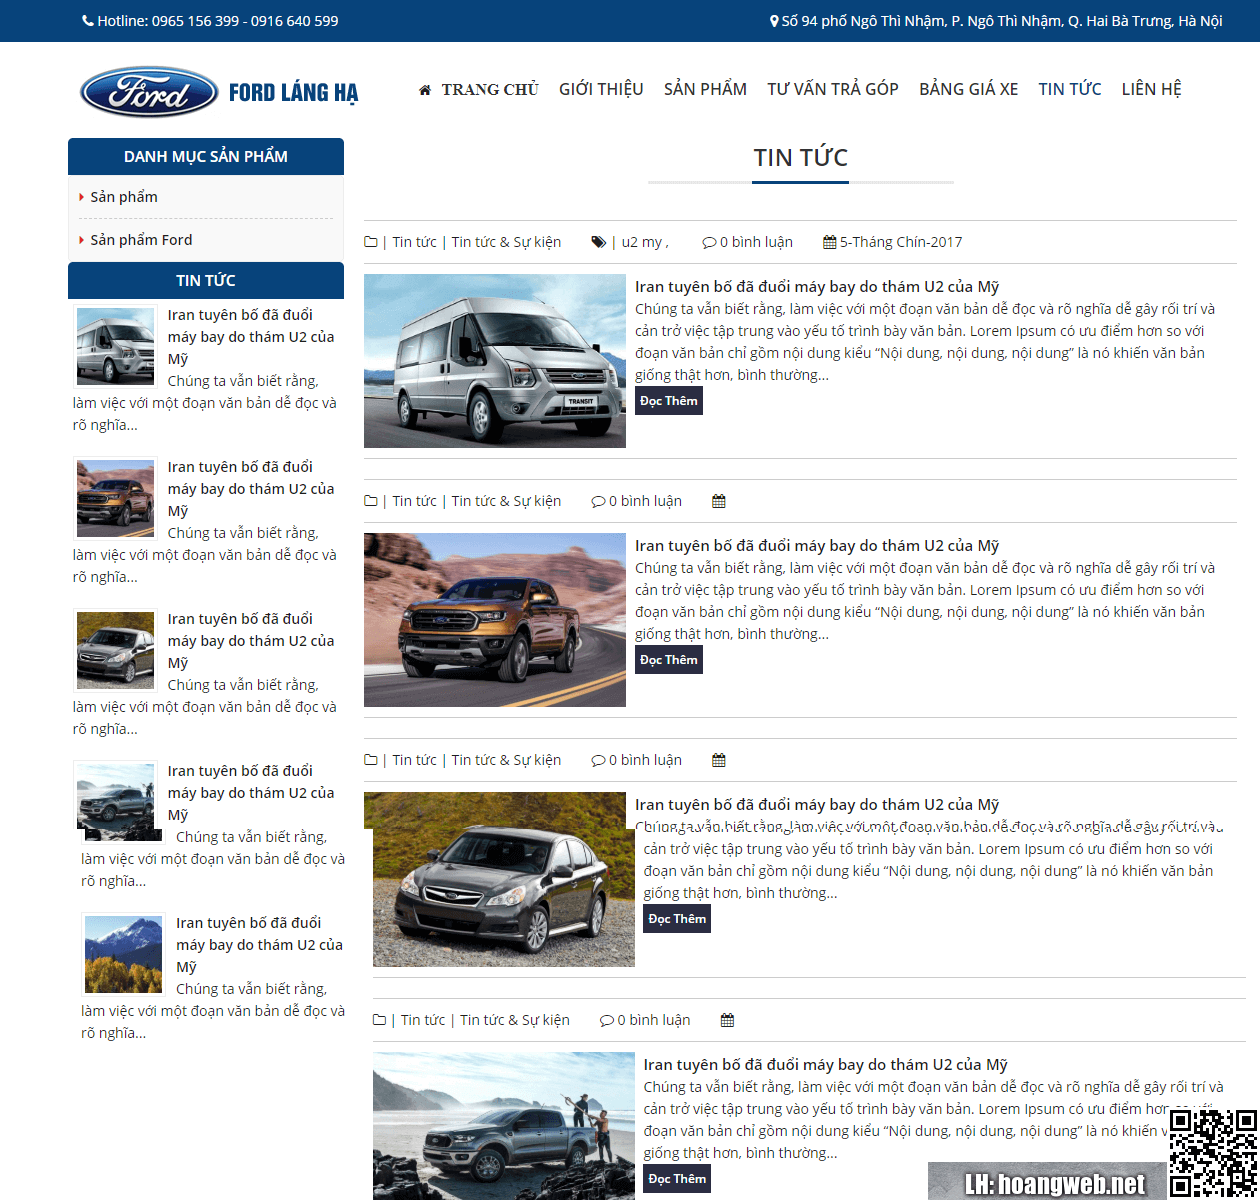 Hotline: 0965 156 399 - 0916 640 599
Số 94 phố Ngô Thì Nhậm, P. Ngô Thì Nhậm, Q. Hai Bà Trưng, Hà Nội
Ford FORD LÁNG HẠ
TRANG CHỦ GIỚI THIỆU SẢN PHẨM TƯ VẤN TRẢ GÓP BẢNG GIÁ XE TIN TỨC LIÊN HỆ
DANH MỤC SẢN PHẨM
Sản phẩm
Sản phẩm Ford
TIN TỨC
Iran tuyên bố đã đuổi
máy bay do thám U2 của
Mỹ
Chúng ta vẫn biết rằng,
làm việc với một đoạn văn bản dễ đọc và
rõ nghĩa...
Iran tuyên bố đã đuổi
máy bay do thám U2 của
Mỹ
Chúng ta vẫn biết rằng,
làm việc với một đoạn văn bản dễ đọc và
rõ nghĩa...
Iran tuyên bố đã đuổi
máy bay do thám U2 của
Mỹ
Chúng ta vẫn biết rằng,
làm việc với một đoạn văn bản dễ đọc và
rõ nghĩa...
Iran tuyên bố đã đuổi
máy bay do thám U2 của
Mỹ
Chúng ta vẫn biết rằng,
làm việc với một đoạn văn bản dễ đọc và
rõ nghĩa...
Iran tuyên bố đã đuổi
máy bay do thám U2 của
Mỹ
Chúng ta vẫn biết rằng,
làm việc với một đoạn văn bản dễ đọc và
rõ nghĩa...
TIN TỨC
| Tin tức | Tin tức & Sự kiện | u2 my , 0 bình luận 5-Tháng Chín-2017
TRANSIT
Iran tuyên bố đã đuổi máy bay do thám U2 của Mỹ
Chúng ta vẫn biết rằng, làm việc với một đoạn văn bản dễ đọc và rõ nghĩa dễ gây rối trí và
cản trở việc tập trung vào yếu tố trình bày văn bản. Lorem Ipsum có ưu điểm hơn so với
đoạn văn bản chỉ gồm nội dung kiểu “Nội dung, nội dung, nội dung” là nó khiến văn bản
giống thật hơn, bình thường...
Đọc Thêm
| Tin tức | Tin tức & Sự kiện 0 bình luận
Iran tuyên bố đã đuổi máy bay do thám U2 của Mỹ
Chúng ta vẫn biết rằng, làm việc với một đoạn văn bản dễ đọc và rõ nghĩa dễ gây rối trí và
cản trở việc tập trung vào yếu tố trình bày văn bản. Lorem Ipsum có ưu điểm hơn so với
đoạn văn bản chỉ gồm nội dung kiểu “Nội dung, nội dung, nội dung” là nó khiến văn bản
giống thật hơn, bình thường...
Đọc Thêm
| Tin tức | Tin tức & Sự kiện 0 bình luận
Iran tuyên bố đã đuổi máy bay do thám U2 của Mỹ
Chúng ta vẫn biết rằng, làm việc với một đoạn văn bản dễ đọc và rõ nghĩa dễ gây rối trí và
cản trở việc tập trung vào yếu tố trình bày văn bản. Lorem Ipsum có ưu điểm hơn so với
đoạn văn bản chỉ gồm nội dung kiểu “Nội dung, nội dung, nội dung” là nó khiến văn bản
giống thật hơn, bình thường...
Đọc Thêm
| Tin tức | Tin tức & Sự kiện 0 bình luận
Iran tuyên bố đã đuổi máy bay do thám U2 của Mỹ
Chúng ta vẫn biết rằng, làm việc với một đoạn văn bản dễ đọc và rõ nghĩa dễ gây rối trí và
cản trở việc tập trung vào yếu tố trình bày văn bản. Lorem Ipsum có ưu điểm hơn so với
đoạn văn bản chỉ gồm nội dung kiểu “Nội dung, nội dung, nội dung” là nó khiến v
giống thật hơn, bình thường...
Đọc Thêm
LH: hoangweb.net